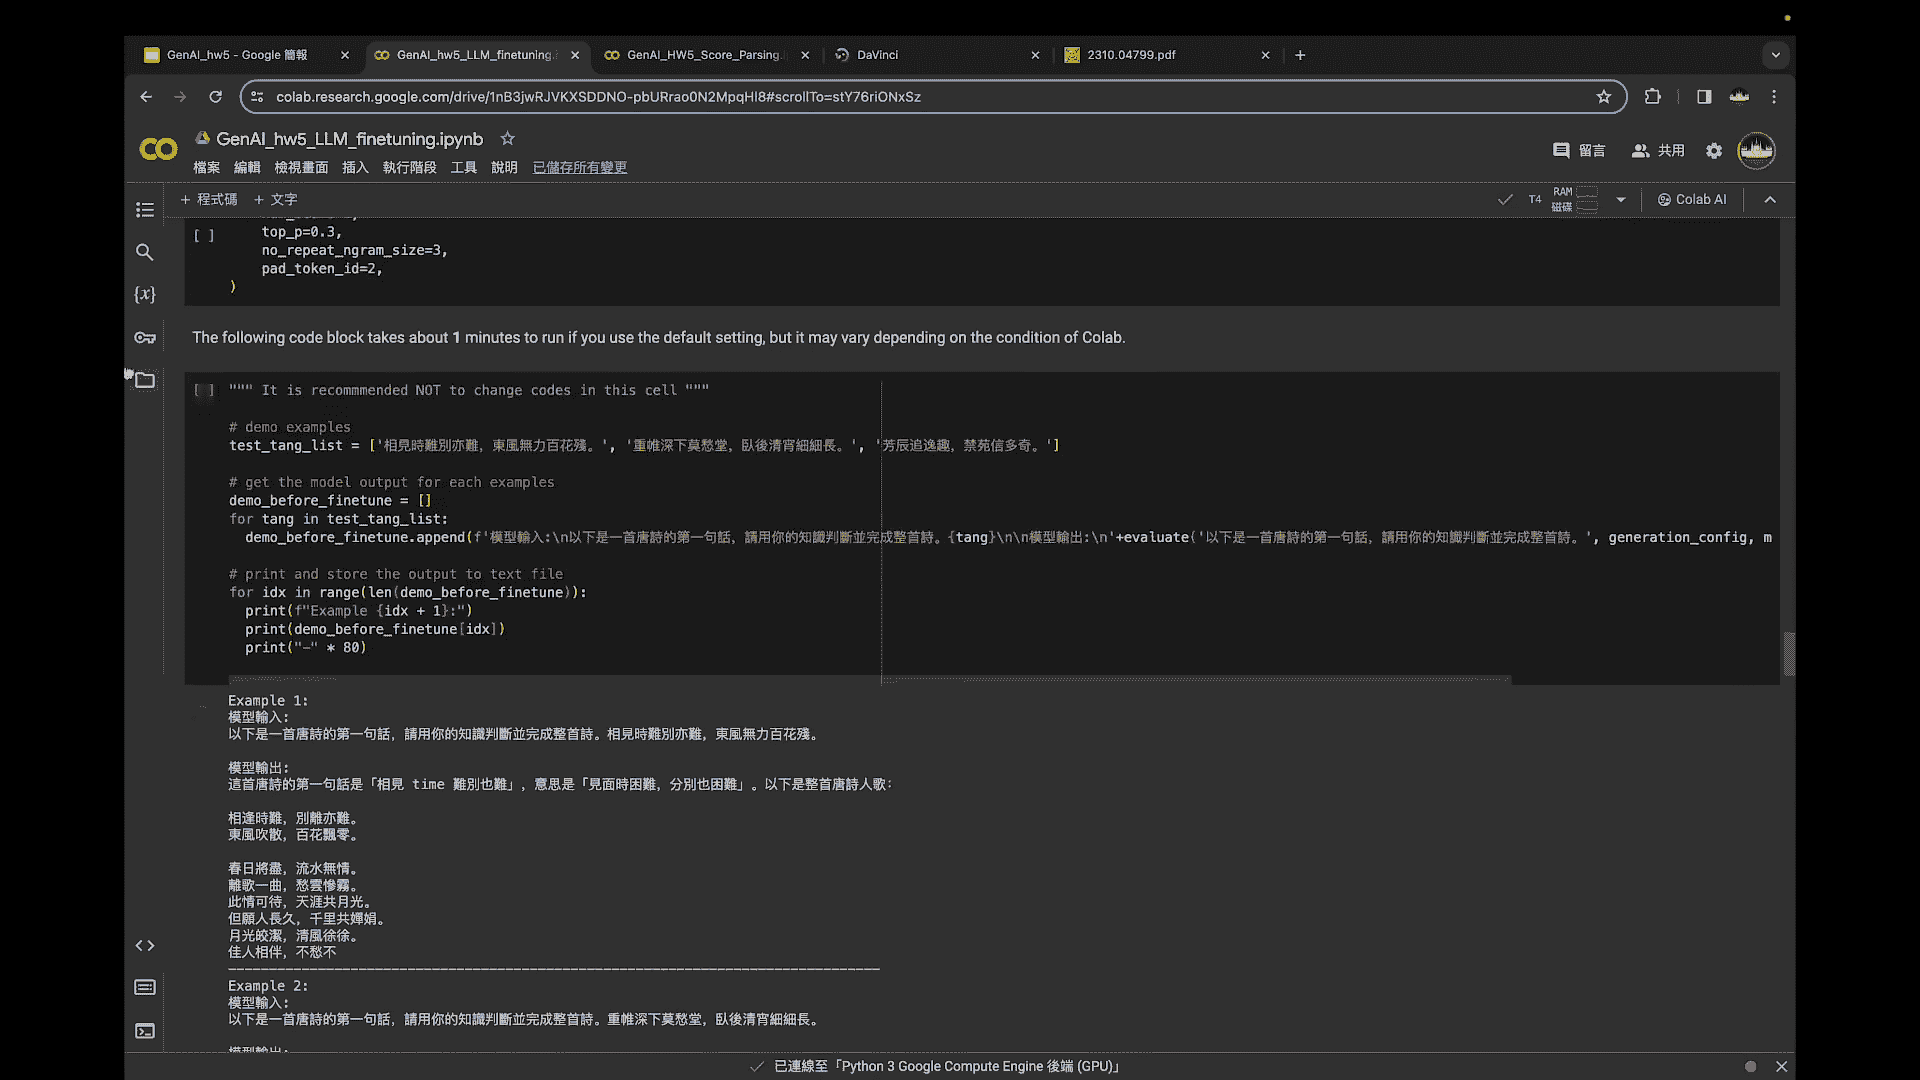 GenAI_hw5 - Google 簡報
GenAI_hw5_LLM_finetuning.
GenAI_HW5_Score_Parsing.
DaVinci
2310.04799.pdf
colab.research.google.com/drive/1nB3jwRJVKXSDDNO-pbURrao0N2MpqHl8#scrollTo=stY76riONxSz
GenAI_hw5_LLM_finetuning.ipynb
留言
共用
檔案 編輯 檢視畫面 插入 執行階段 工具 說明 已儲存所有變更
+ 程式碼 + 文字
T4
RAM
磁碟
Colab AI
[ ]
top_p=0.3,
no_repeat_ngram_size=3,
pad_token_id=2,
)
The following code block takes about 1 minutes to run if you use the default setting, but it may vary depending on the condition of Colab.
[ ] """ It is recommmended NOT to change codes in this cell """
# demo examples
test_tang_list = ['相見時難別亦難，東風無力百花殘。', '重帷深下莫愁堂，臥後清宵細細長。', '芳辰追逸趣，禁苑信多奇。']
# get the model output for each examples
demo_before_finetune = []
for tang in test_tang_list:
demo_before_finetune.append(f'模型輸入:\n以下是一首唐詩的第一句話，請用你的知識判斷並完成整首詩。{tang}\n\n模型輸出:\n'+evaluate('以下是一首唐詩的第一句話，請用你的知識判斷並完成整首詩。', generation_config, m
# print and store the output to text file
for idx in range(len(demo_before_finetune)):
print(f"Example {idx + 1}:")
print(demo_before_finetune[idx])
print("-" * 80)
Example 1:
模型輸入:
以下是一首唐詩的第一句話，請用你的知識判斷並完成整首詩。相見時難別亦難，東風無力百花殘。
模型輸出:
這首唐詩的第一句話是「相見 time 難別也難」，意思是「見面時困難，分別也困難」。以下是整首唐詩人歌：
相逢時難，別離亦難。
東風吹散，百花飄零。
春日將盡，流水無情。
離歌一曲，愁雲慘霧。
此情可待，天涯共月光。
但願人長久，千里共嬋娟。
月光皎潔，清風徐徐。
佳人相伴，不愁不
--------------------------------------------------------------------------------
Example 2:
模型輸入:
以下是一首唐詩的第一句話，請用你的知識判斷並完成整首詩。重帷深下莫愁堂，臥後清宵細細長。
模型輸出:
已連線至「Python 3 Google Compute Engine 後端 (GPU)」